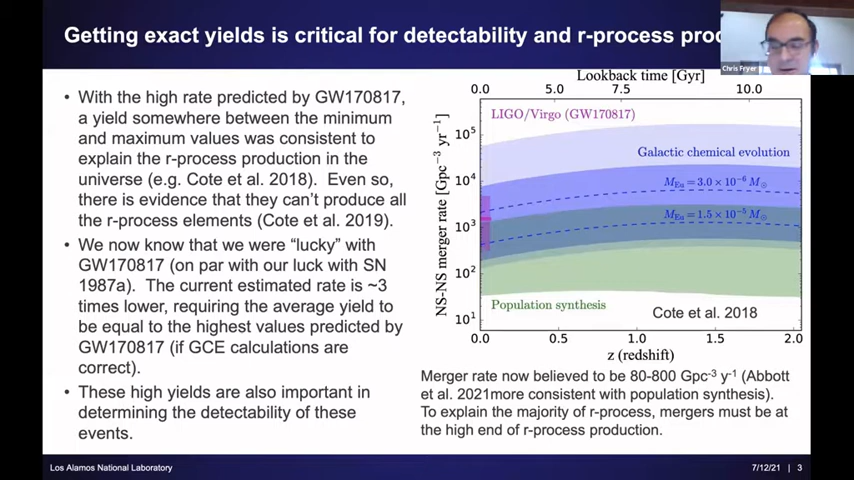 Getting exact yields is critical for detectability and r-process
Chris Fryer
• With the high rate predicted by GW170817,
a yield somewhere between the minimum
and maximum values was consistent to
explain the r-process production in the
universe (e.g. Cote et al. 2018). Even so,
there is evidence that they can't produce all
the r-process elements (Cote et al. 2019).
• We now know that we were "lucky" with
GW170817 (on par with our luck with SN
1987a). The current estimated rate is ~3
times lower, requiring the average yield to
be equal to the highest values predicted by
GW170817 (if GCE calculations are
correct).
• These high yields are also important in
determining the detectability of these
events.
Lookback time [Gyr]
0.0 5.0 7.5 10.0
LIGO/Virgo (GW170817)
Galactic chemical evolution
M_Eu = 3.0 × 10⁻⁶ M☉
M_Eu = 1.5 × 10⁻⁵ M☉
Population synthesis
Cote et al. 2018
NS-NS merger rate [Gpc⁻³ yr⁻¹]
10⁵
10⁴
10³
10²
10¹
0.0 0.5 1.0 1.5 2.0
z (redshift)
Merger rate now believed to be 80-800 Gpc⁻³ y⁻¹ (Abbott
et al. 2021more consistent with population synthesis).
To explain the majority of r-process, mergers must be at
the high end of r-process production.
Los Alamos National Laboratory
7/12/21 | 3